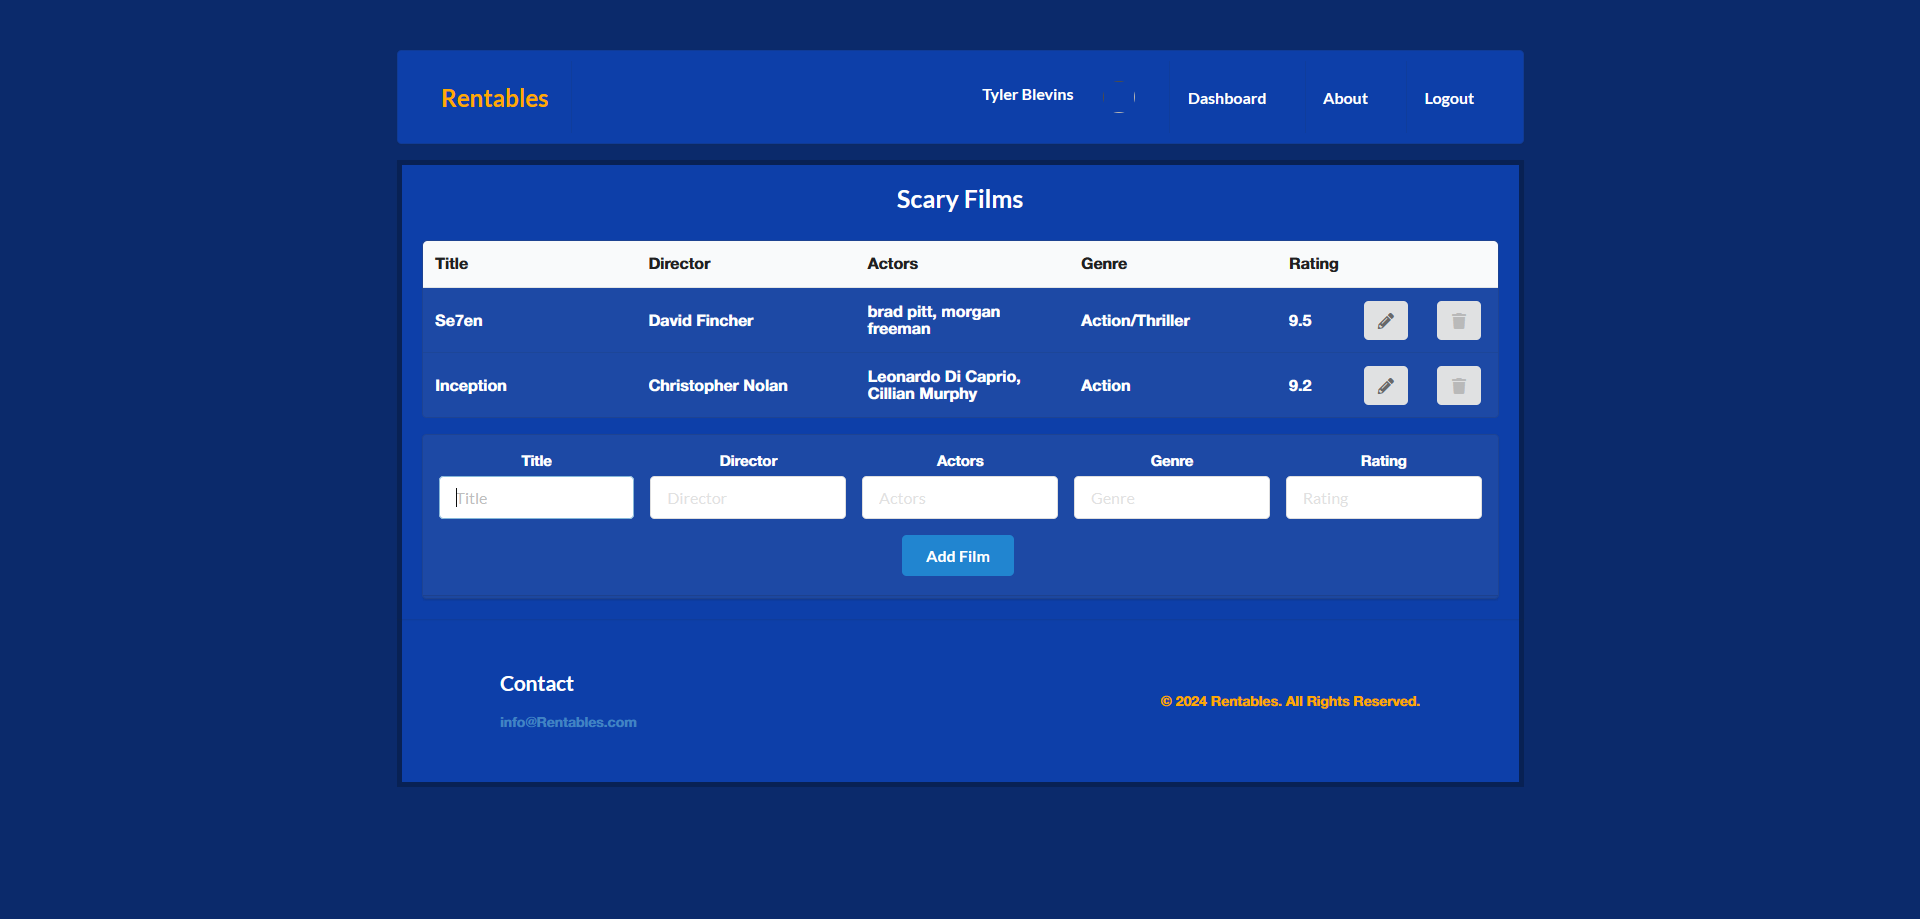 Rentables
Tyler Blevins
Dashboard
About
Logout
Scary Films
Title Director Actors Genre Rating
Se7en David Fincher brad pitt, morgan freeman Action/Thriller 9.5
Inception Christopher Nolan Leonardo Di Caprio, Cillian Murphy Action 9.2
Title Director Actors Genre Rating
Title Director Actors Genre Rating
Add Film
Contact
info@Rentables.com
© 2024 Rentables. All Rights Reserved.